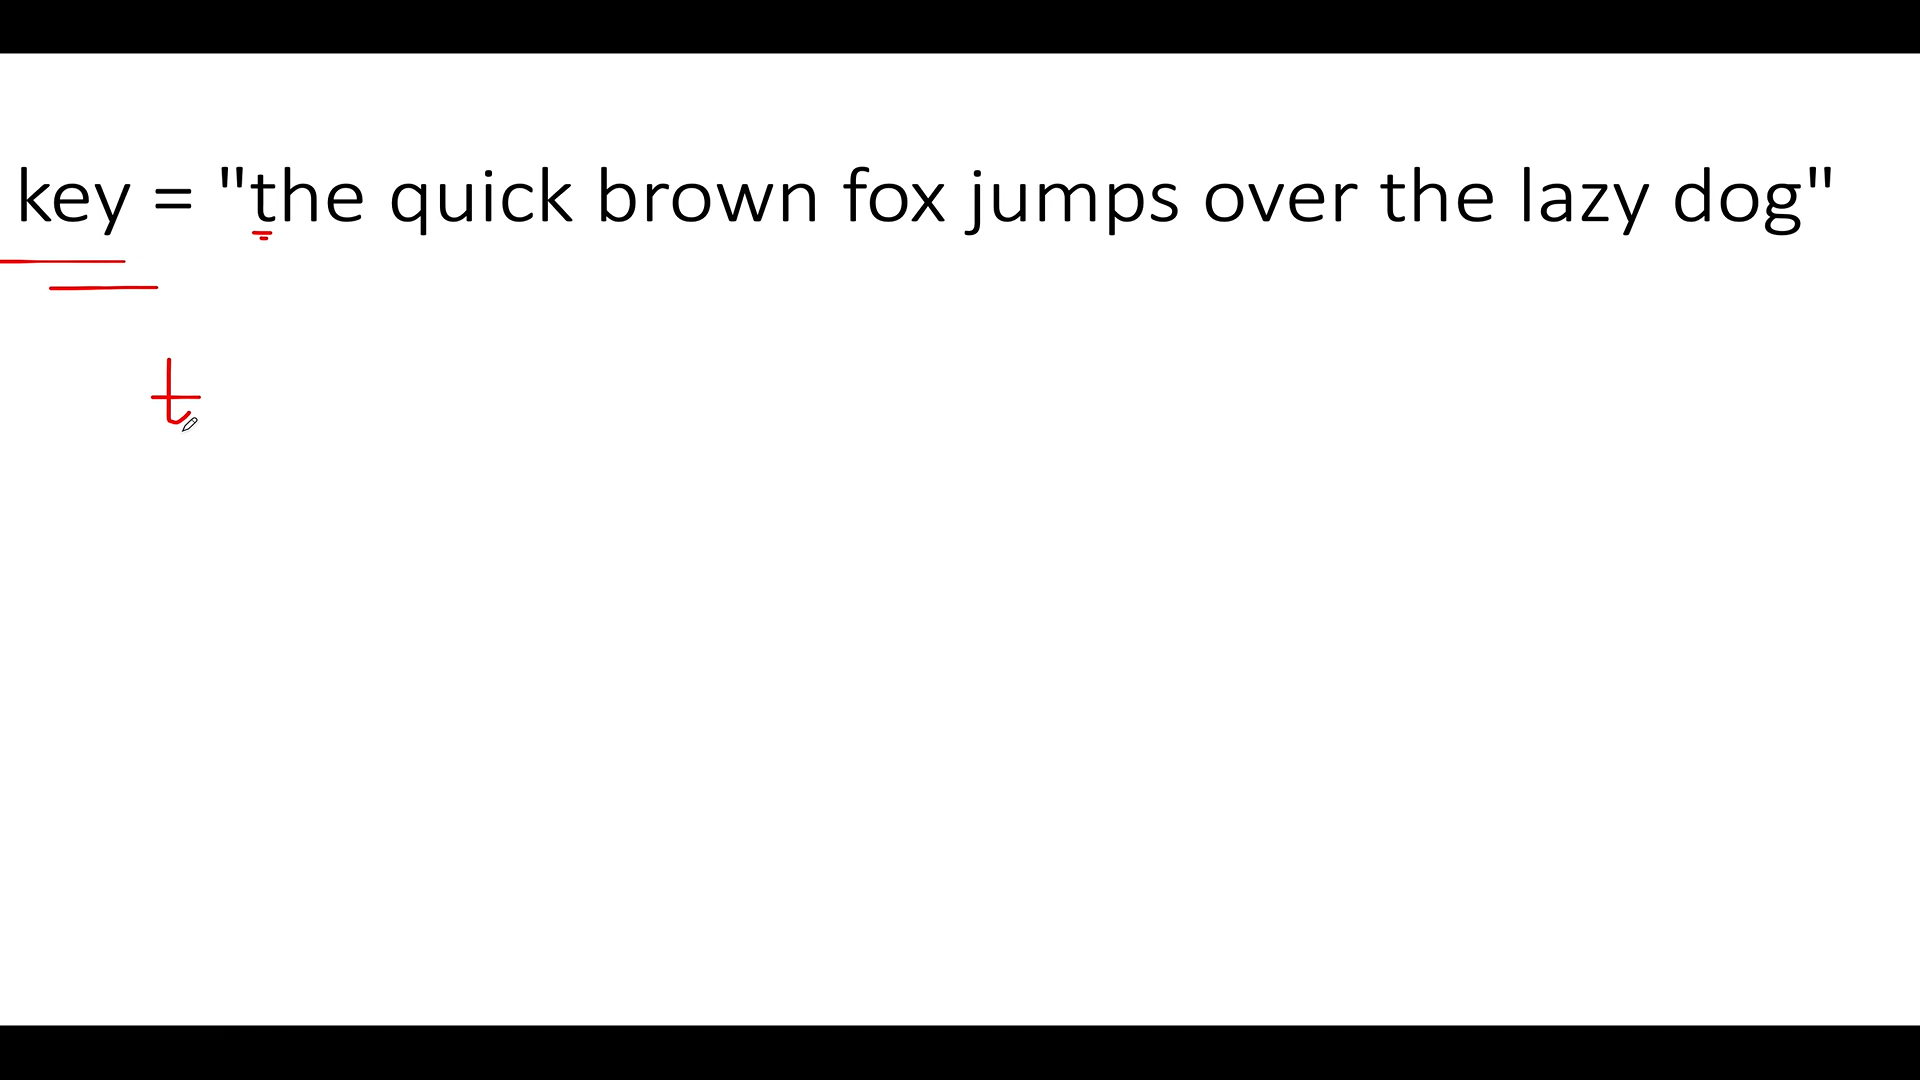 key = "the quick brown fox jumps over the lazy dog"
t